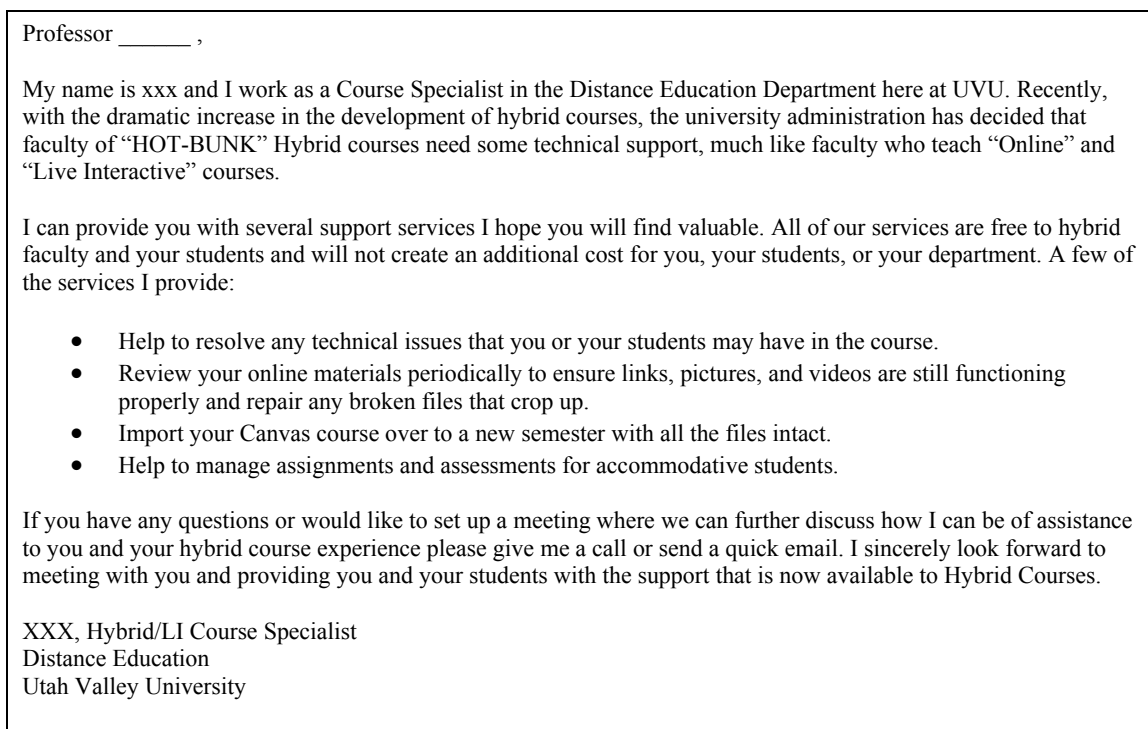 Professor ______ ,
My name is xxx and I work as a Course Specialist in the Distance Education Department here at UVU. Recently,
with the dramatic increase in the development of hybrid courses, the university administration has decided that
faculty of “HOT-BUNK” Hybrid courses need some technical support, much like faculty who teach “Online” and
“Live Interactive” courses.
I can provide you with several support services I hope you will find valuable. All of our services are free to hybrid
faculty and your students and will not create an additional cost for you, your students, or your department. A few of
the services I provide:
• Help to resolve any technical issues that you or your students may have in the course.
• Review your online materials periodically to ensure links, pictures, and videos are still functioning
properly and repair any broken files that crop up.
• Import your Canvas course over to a new semester with all the files intact.
• Help to manage assignments and assessments for accommodative students.
If you have any questions or would like to set up a meeting where we can further discuss how I can be of assistance
to you and your hybrid course experience please give me a call or send a quick email. I sincerely look forward to
meeting with you and providing you and your students with the support that is now available to Hybrid Courses.
XXX, Hybrid/LI Course Specialist
Distance Education
Utah Valley University